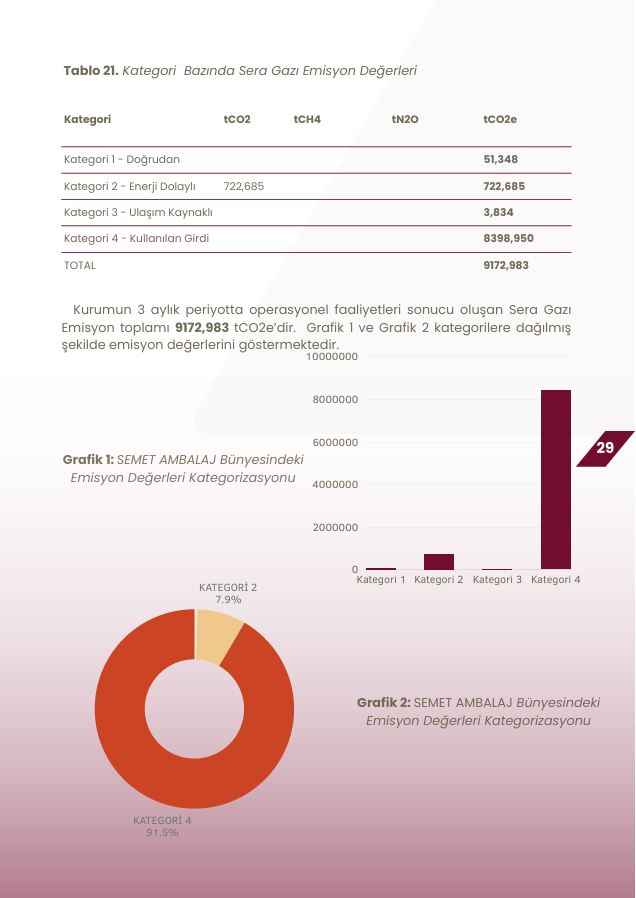 Tablo 21. Kategori Bazında Sera Gazı Emisyon Değerleri
Kategori tCO2 tCH4 tN2O tCO2e
Kategori 1 - Doğrudan 51,348
Kategori 2 - Enerji Dolaylı 722,685 722,685
Kategori 3 - Ulaşım Kaynaklı 3,834
Kategori 4 - Kullanılan Girdi 8398,950
TOTAL 9172,983
Kurumun 3 aylık periyotta operasyonel faaliyetleri sonucu oluşan Sera Gazı
Emisyon toplamı 9172,983 tCO2e’dir. Grafik 1 ve Grafik 2 kategorilere dağılmış
şekilde emisyon değerlerini göstermektedir.
10000000
8000000
6000000
4000000
2000000
0
Kategori 1 Kategori 2 Kategori 3 Kategori 4
29
Grafik 1: SEMET AMBALAJ Bünyesindeki
Emisyon Değerleri Kategorizasyonu
KATEGORİ 2
7.9%
KATEGORİ 4
91.5%
Grafik 2: SEMET AMBALAJ Bünyesindeki
Emisyon Değerleri Kategorizasyonu